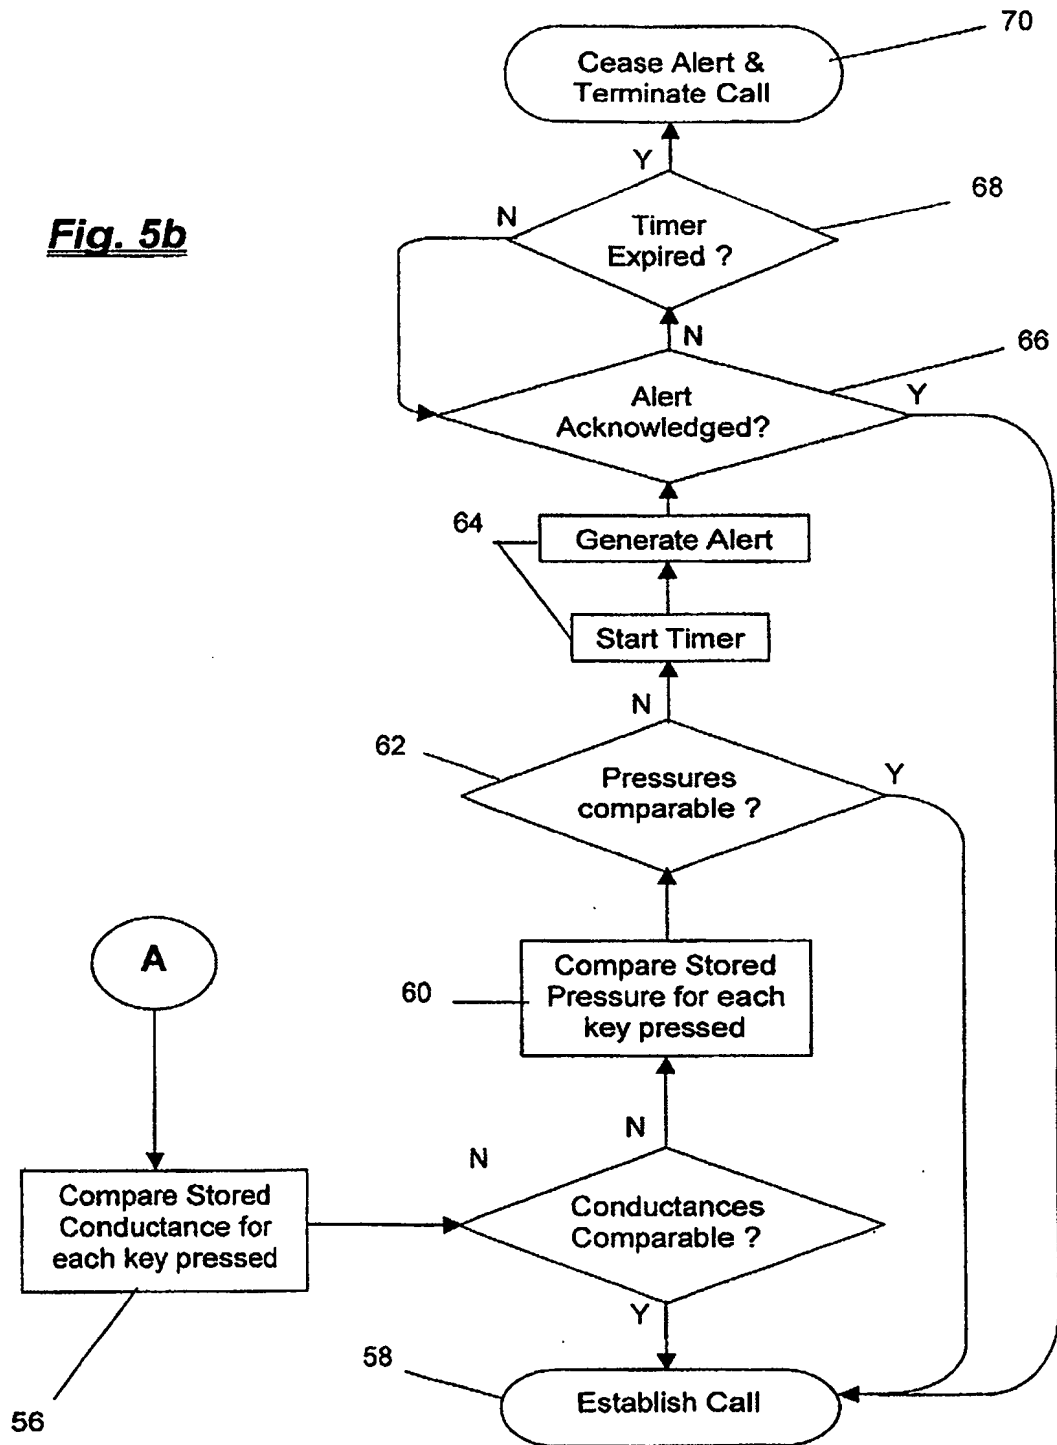 70
Cease Alert &
Terminate Call
Y
68
N
Timer
Expired ?
Fig. 5b
N
66
Y
Alert
Acknowledged?
64
Generate Alert
Start Timer
N
62
Y
Pressures
comparable ?
A
60
Compare Stored
Pressure for each
key pressed
N
N
Compare Stored
Conductance for
each key pressed
Conductances
Comparable ?
Y
58
Establish Call
56